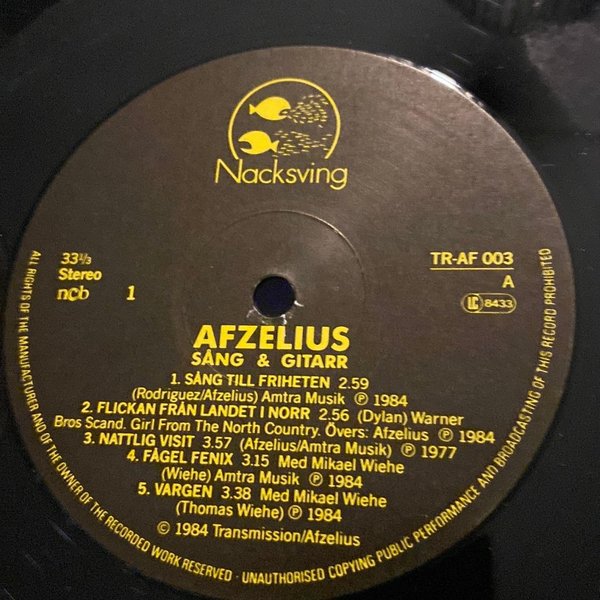 Nacksving
33⅓
Stereo
ncb 1
TR-AF 003
A
LC 8433
AFZELIUS
SÅNG & GITARR
1. SÅNG TILL FRIHETEN 2.59
(Rodriguez/Afzelius) Amtra Musik Ⓟ 1984
2. FLICKAN FRÅN LANDET I NORR 2.56 (Dylan) Warner
Bros Scand. Girl From The North Country. Övers: Afzelius Ⓟ 1984
3. NATTLIG VISIT 3.57 (Afzelius/Amtra Musik) Ⓟ 1977
4. FÅGEL FENIX 3.15 Med Mikael Wiehe
(Wiehe) Amtra Musik Ⓟ 1984
5. VARGEN 3.38 Med Mikael Wiehe
(Thomas Wiehe) Ⓟ 1984
© 1984 Transmission/Afzelius
ALL RIGHTS OF THE MANUFACTURER AND OF THE OWNER OF THE RECORDED WORK RESERVED · UNAUTHORISED COPYING PUBLIC PERFORMANCE AND BROADCASTING OF THIS RECORD PROHIBITED